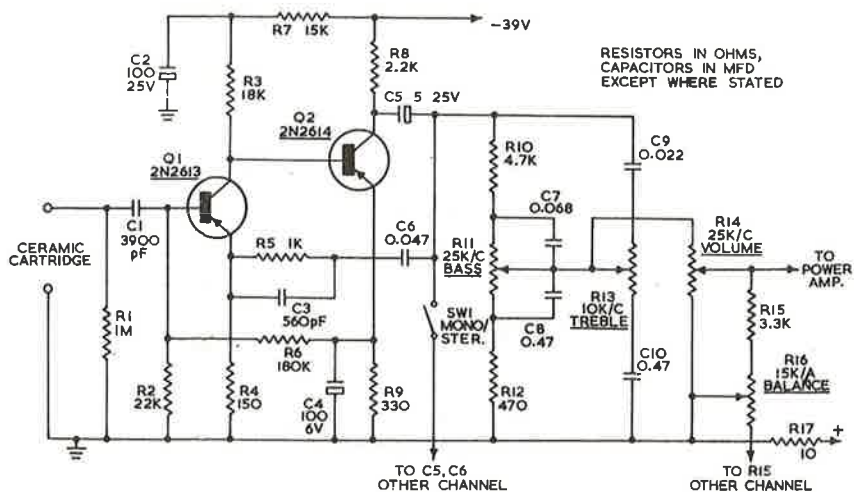 R7 15K
-39V
C2
100
25V
R3
18K
R8
2.2K
RESISTORS IN OHMS,
CAPACITORS IN MFD
EXCEPT WHERE STATED
C5 5 25V
Q2
2N2614
Q1
2N2613
R10
4.7K
C9
0.022
C7
0.068
C1
3900
pF
R5 1K
C6
0.047
R11
25K/C
BASS
R14
25K/C
VOLUME
CERAMIC
CARTRIDGE
TO
POWER
AMP.
R1
1M
C3
560pF
SW1
MONO/
STER.
C8
0.47
R13
10K/C
TREBLE
R15
3.3K
R6
180K
R2
22K
R4
150
C4
100
6V
R9
330
R12
470
C10
0.47
R16
15K/A
BALANCE
R17
10
+
TO C5, C6
OTHER CHANNEL
TO R15
OTHER CHANNEL